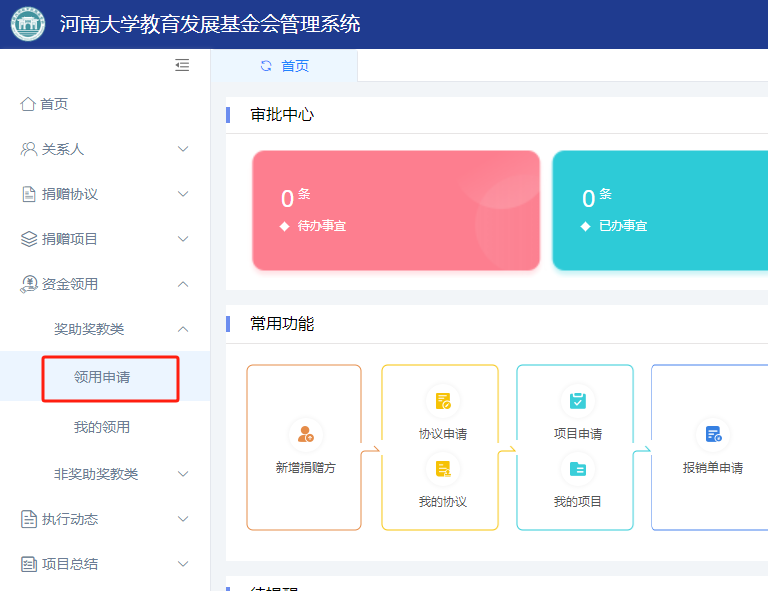 河南大学教育发展基金会管理系统
首页
首页
关系人
捐赠协议
捐赠项目
资金领用
奖助奖教类
领用申请
我的领用
非奖助奖教类
执行动态
项目总结
审批中心
0 条
待办事宜
0 条
已办事宜
常用功能
新增捐赠方
协议申请
我的协议
项目申请
我的项目
报销单申请